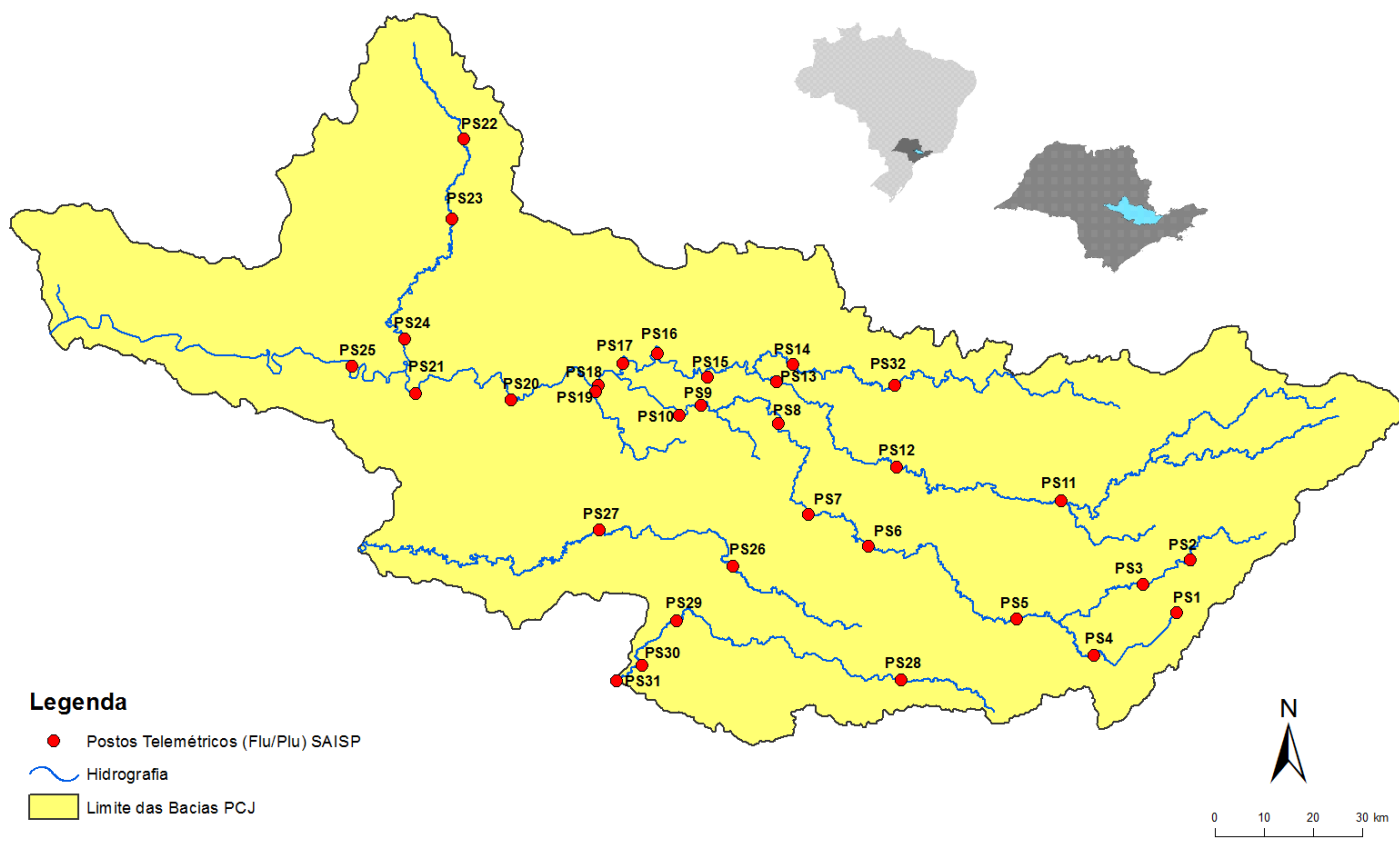 PS22
PS23
PS24
PS25
PS21
PS20
PS16
PS17
PS15
PS14
PS13
PS32
PS18
PS19
PS9
PS10
PS8
PS12
PS11
PS7
PS27
PS6
PS26
PS2
PS3
PS1
PS29
PS5
PS4
PS30
PS31
PS28
Legenda
Postos Telemétricos (Flu/Plu) SAISP
Hidrografia
Limite das Bacias PCJ
N
0 10 20 30 km